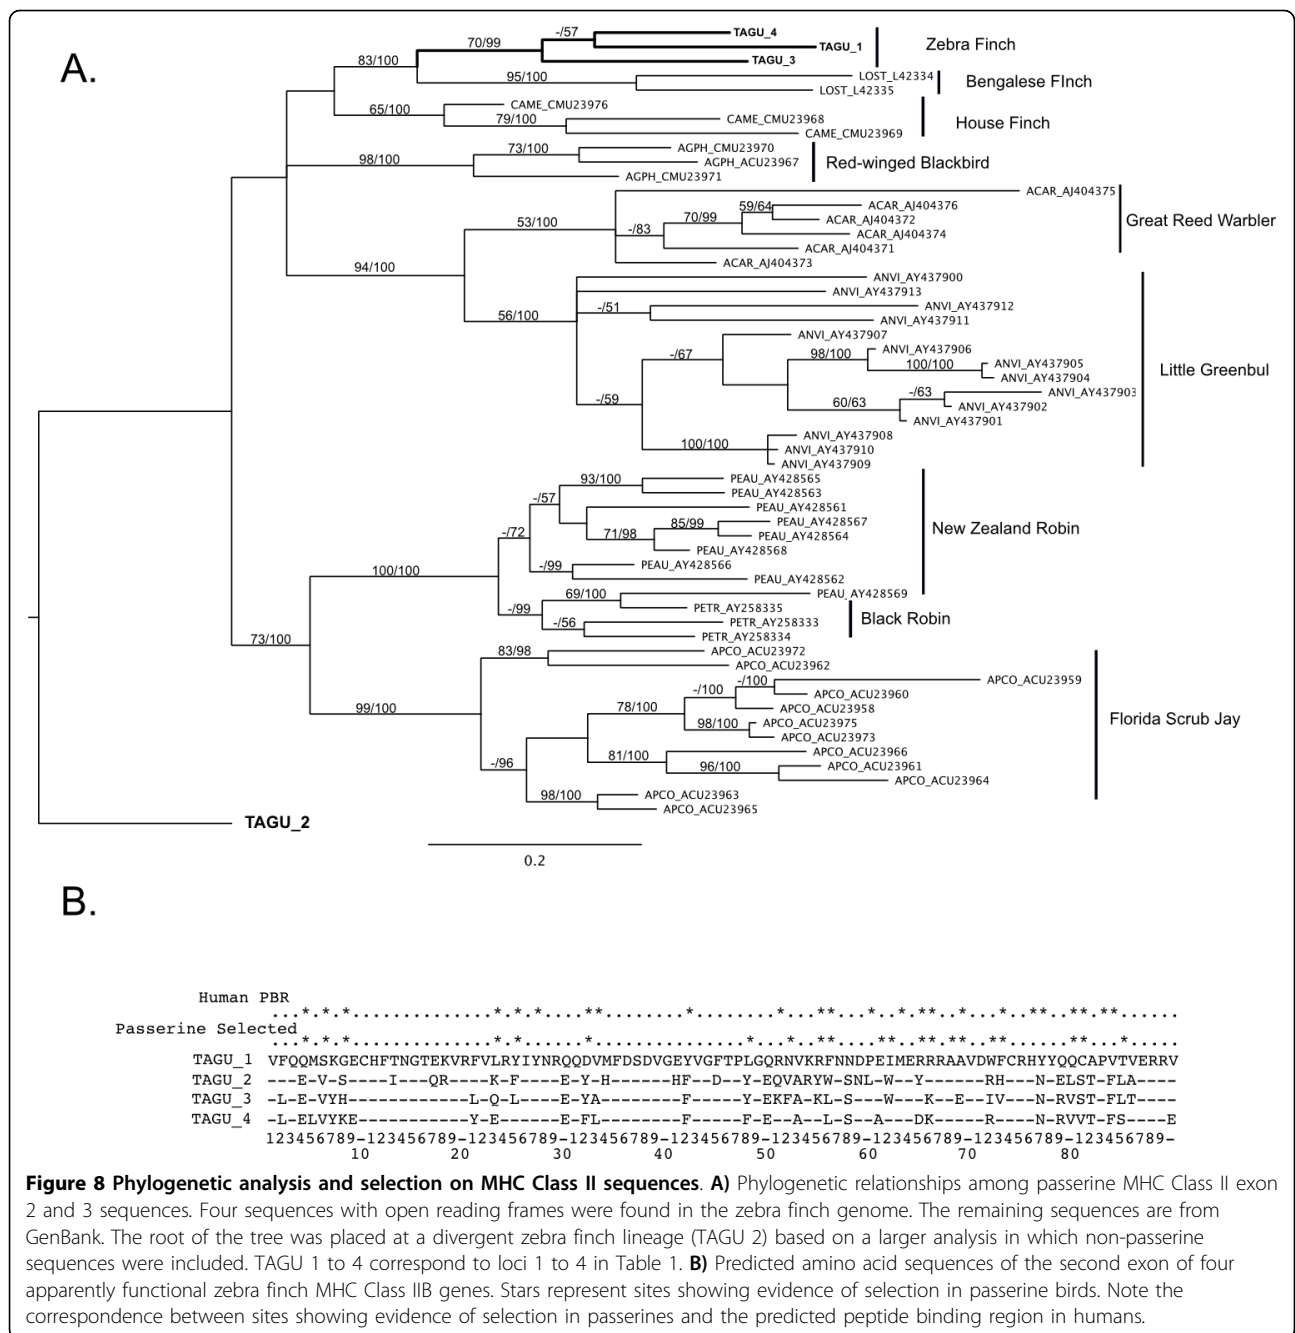 A.
-/57
TAGU_4
70/99
TAGU_1
Zebra Finch
83/100
TAGU_3
95/100
LOST_L42334
Bengalese FInch
LOST_L42335
CAME_CMU23976
65/100
79/100
CAME_CMU23968
House Finch
CAME_CMU23969
73/100
AGPH_CMU23970
98/100
AGPH_ACU23967
Red-winged Blackbird
AGPH_CMU23971
ACAR_AJ404375
59/64
ACAR_AJ404376
53/100
70/99
ACAR_AJ404372
Great Reed Warbler
-/83
ACAR_AJ404374
ACAR_AJ404371
94/100
ACAR_AJ404373
ANVI_AY437900
ANVI_AY437913
-/51
ANVI_AY437912
56/100
ANVI_AY437911
ANVI_AY437907
-/67
98/100
ANVI_AY437906
100/100
ANVI_AY437905
Little Greenbul
ANVI_AY437904
-/63
ANVI_AY437903
-/59
60/63
ANVI_AY437902
ANVI_AY437901
100/100
ANVI_AY437908
ANVI_AY437910
ANVI_AY437909
93/100
PEAU_AY428565
-/57
PEAU_AY428563
PEAU_AY428561
85/99
PEAU_AY428567
New Zealand Robin
-/72
71/98
PEAU_AY428564
PEAU_AY428568
100/100
-/99
PEAU_AY428566
PEAU_AY428562
69/100
PEAU_AY428569
-/99
PETR_AY258335
Black Robin
-/56
PETR_AY258333
PETR_AY258334
73/100
83/98
APCO_ACU23972
APCO_ACU23962
-/100
APCO_ACU23959
-/100
APCO_ACU23960
99/100
78/100
APCO_ACU23958
Florida Scrub Jay
98/100
APCO_ACU23975
APCO_ACU23973
81/100
APCO_ACU23966
-/96
96/100
APCO_ACU23961
APCO_ACU23964
98/100
APCO_ACU23963
APCO_ACU23965
TAGU_2
0.2
B.
Human PBR
...*.*.*..............*.*.*....**........*........*...**...*....*..**....*..**.**......
Passerine Selected
...*.*.*..............*.*......*...............*...*...**....**..*.**..*....**...*.....
TAGU_1 VFQQMSKGECHFTNGTEKVRFVLRYIYNRQQDVMFDSDVGEYVGFTPLGQRNVKRFNNDPEIMERRRAAVDWFCRHYYQQCAPVTVERRV
TAGU_2 ---E-V-S----I---QR----K-F----E-Y-H------HF--D--Y-EQVARYW-SNL-W--Y------RH---N-ELST-FLA----
TAGU_3 -L-E-VYH------------L-Q-L----E-YA--------F-----Y-EKFA-KL-S---W---K--E--IV---N-RVST-FLT----
TAGU_4 -L-ELVYKE-----------Y-E------E-FL--------F-----F-E--A--L-S--A---DK-----R----N-RVVT-FS----E
123456789-123456789-123456789-123456789-123456789-123456789-123456789-123456789-123456789-
10 20 30 40 50 60 70 80
Figure 8 Phylogenetic analysis and selection on MHC Class II sequences. A) Phylogenetic relationships among passerine MHC Class II exon
2 and 3 sequences. Four sequences with open reading frames were found in the zebra finch genome. The remaining sequences are from
GenBank. The root of the tree was placed at a divergent zebra finch lineage (TAGU 2) based on a larger analysis in which non-passerine
sequences were included. TAGU 1 to 4 correspond to loci 1 to 4 in Table 1. B) Predicted amino acid sequences of the second exon of four
apparently functional zebra finch MHC Class IIB genes. Stars represent sites showing evidence of selection in passerine birds. Note the
correspondence between sites showing evidence of selection in passerines and the predicted peptide binding region in humans.